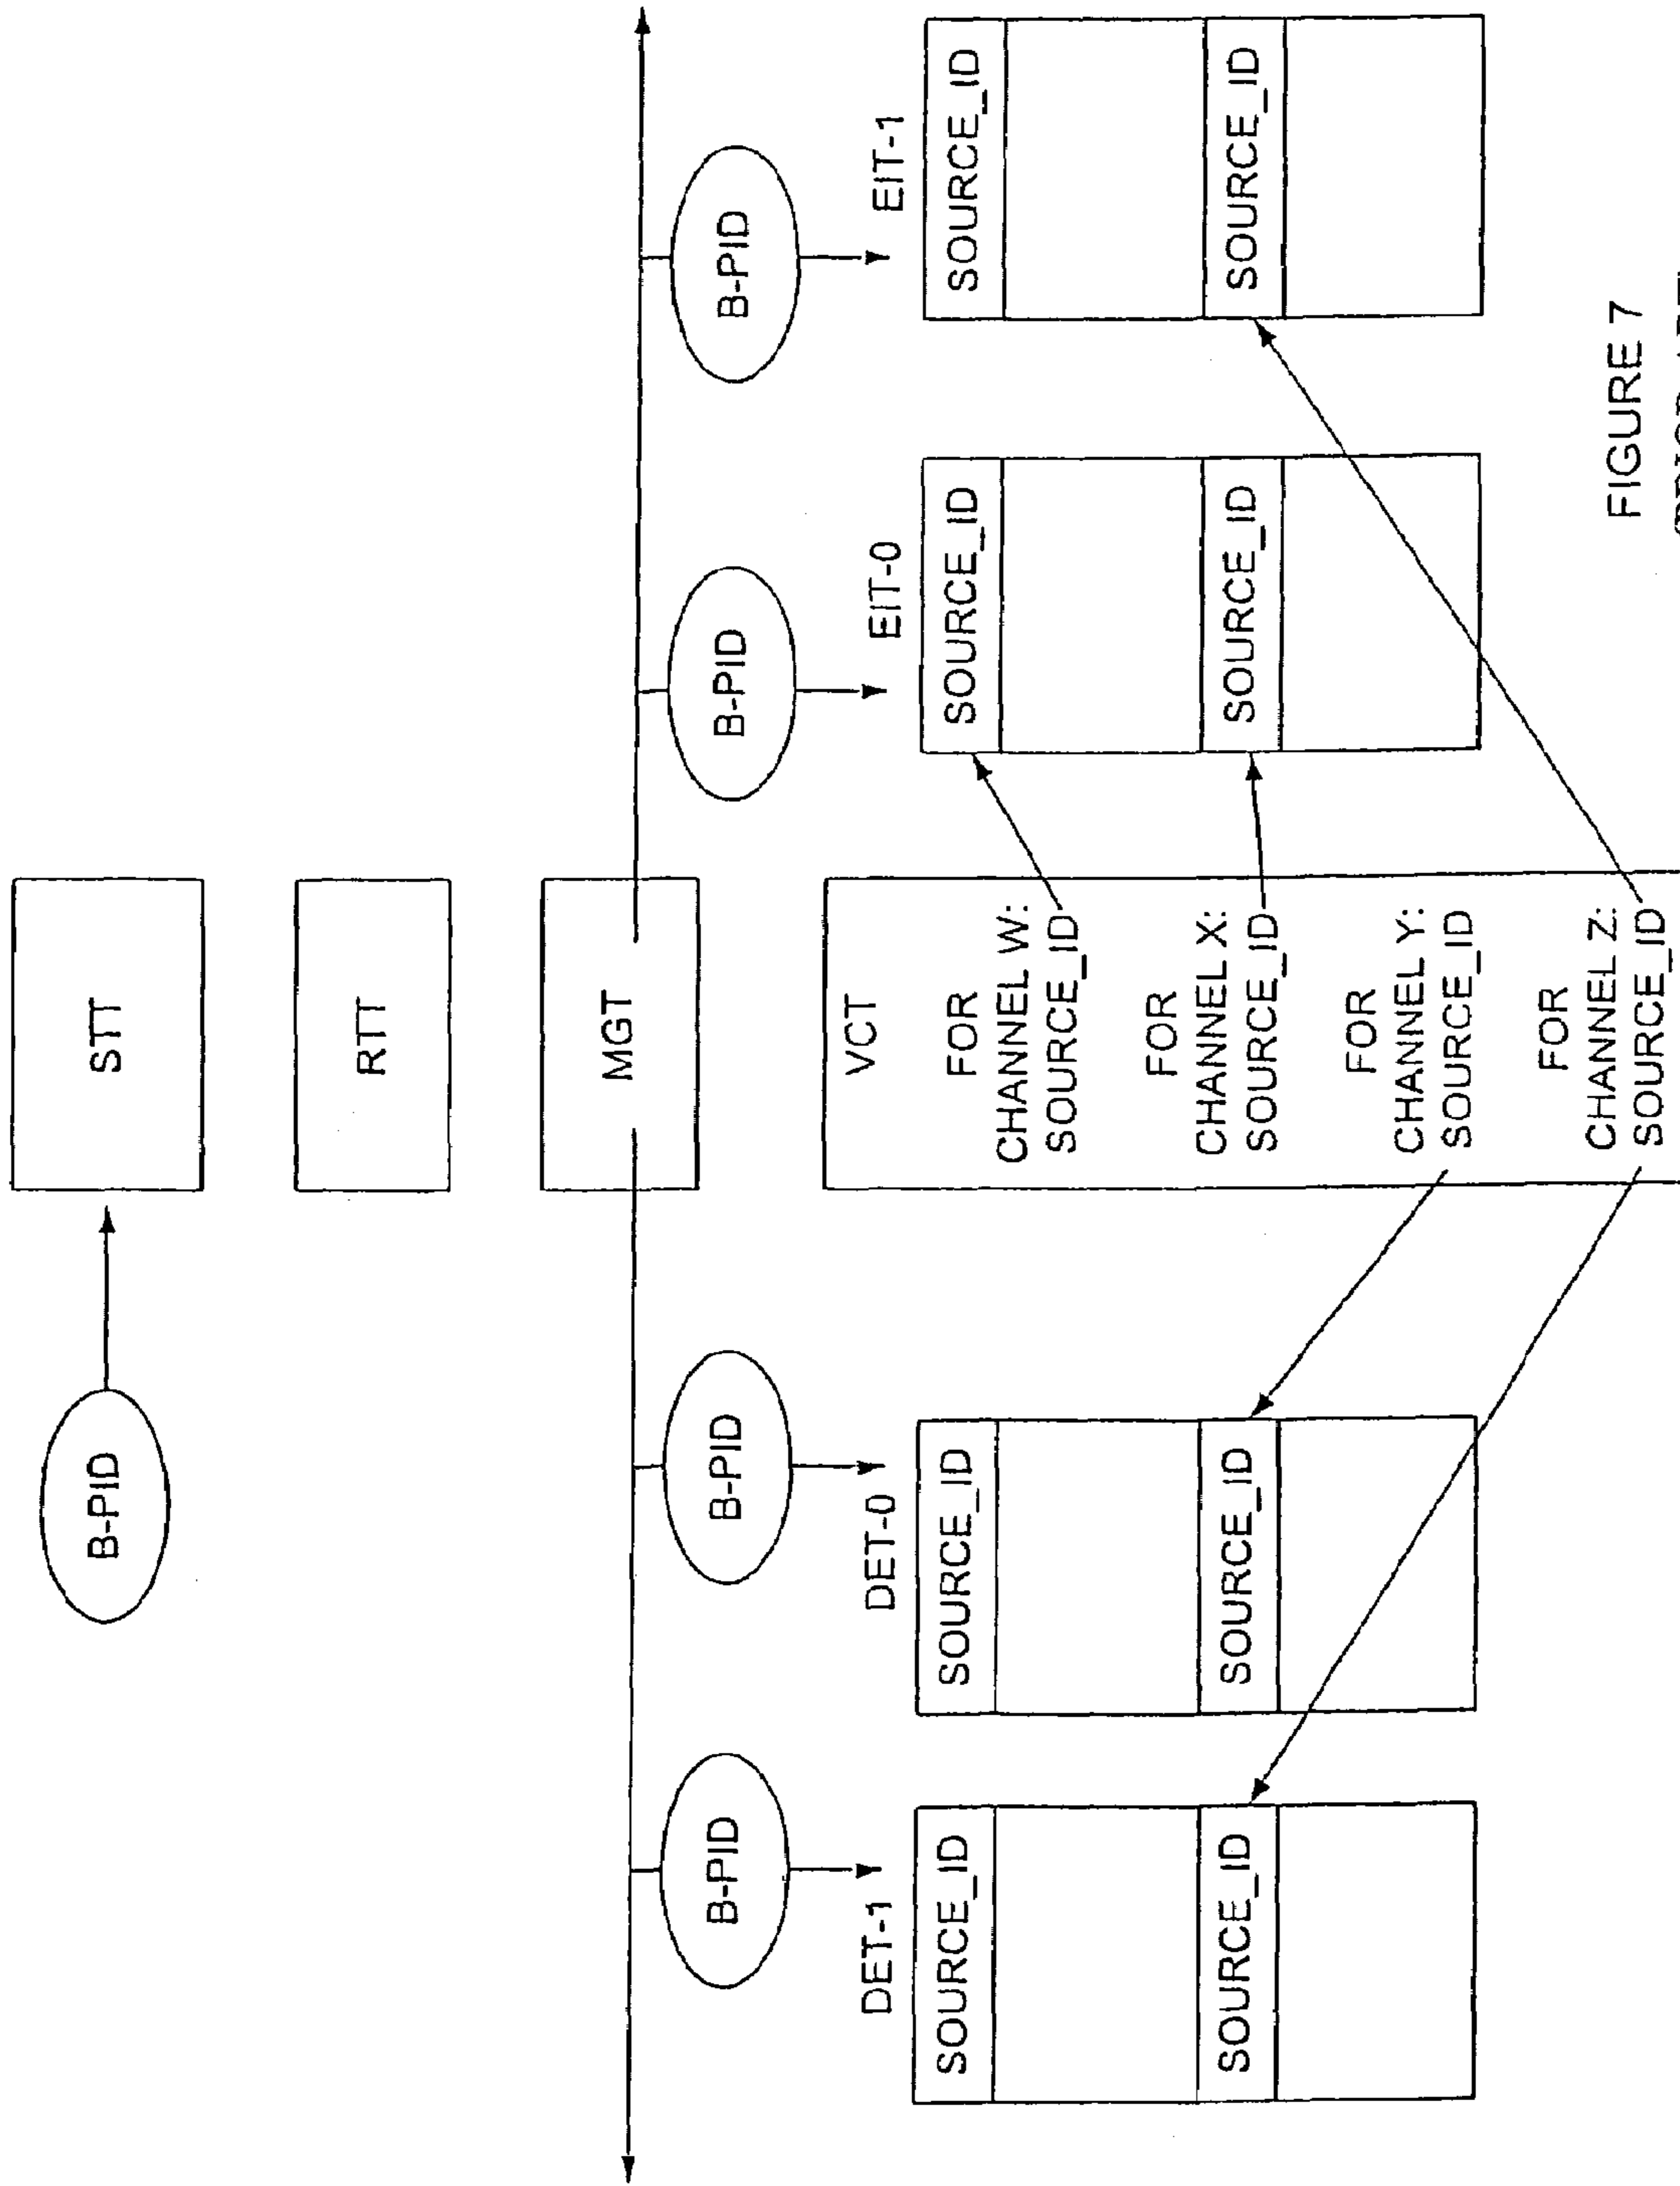 B-PID
STT
RTT
MGT
B-PID
B-PID
B-PID
B-PID
DET-1
SOURCE_ID
SOURCE_ID
DET-0
SOURCE_ID
SOURCE_ID
VCT
FOR
CHANNEL W:
SOURCE_ID
FOR
CHANNEL X:
SOURCE_ID
FOR
CHANNEL Y:
SOURCE_ID
FOR
CHANNEL Z:
SOURCE_ID
EIT-0
SOURCE_ID
SOURCE_ID
EIT-1
SOURCE_ID
SOURCE_ID
FIGURE 7